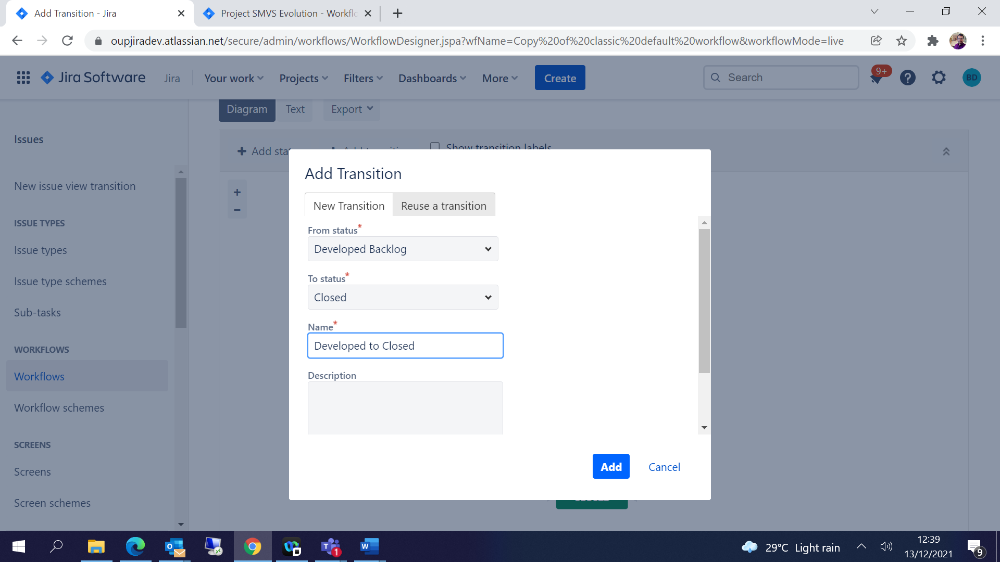 Add Transition - Jira
Project SMVS Evolution - Workflo
oupjiradev.atlassian.net/secure/admin/workflows/WorkflowDesigner.jspa?wfName=Copy%20of%20classic%20default%20workflow&workflowMode=live
Jira Software Jira Your work Projects Filters Dashboards More Create Search 9+ BD
Diagram Text Export
Issues
Add stat Show transition labels
New issue view transition
ISSUE TYPES
Issue types
Issue type schemes
Sub-tasks
WORKFLOWS
Workflows
Workflow schemes
SCREENS
Screens
Screen schemes
Add Transition
New Transition Reuse a transition
From status*
Developed Backlog
To status*
Closed
Name*
Developed to Closed
Description
Add Cancel
29°C Light rain
12:39
13/12/2021
9
1